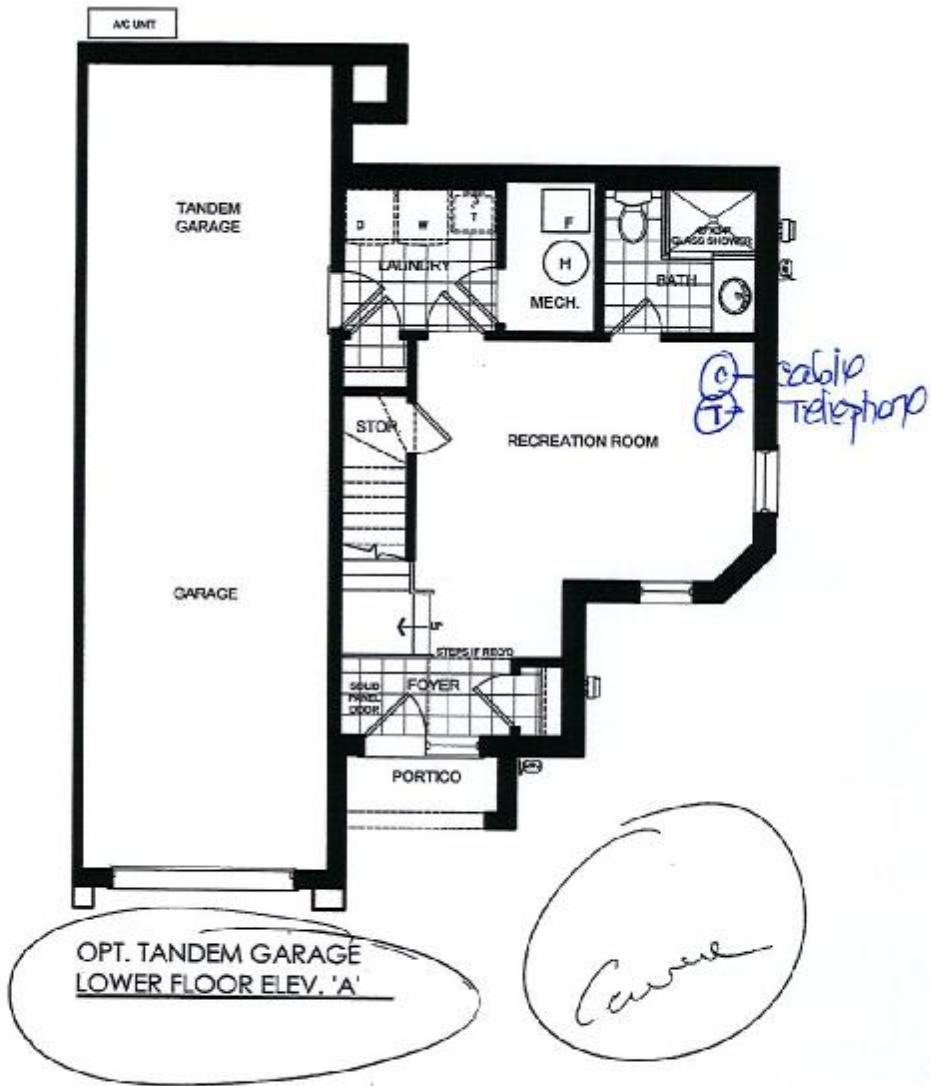 A/C UNIT
TANDEM
GARAGE
D
W
T
F
GLASS SHOWER
LAUNDRY
H
BATH
MECH.
C cable
T Telephone
STOR.
RECREATION ROOM
GARAGE
UP
STEPS IF REQ'D
SOLID
PANEL
DOOR
FOYER
PORTICO
OPT. TANDEM GARAGE
LOWER FLOOR ELEV. 'A'